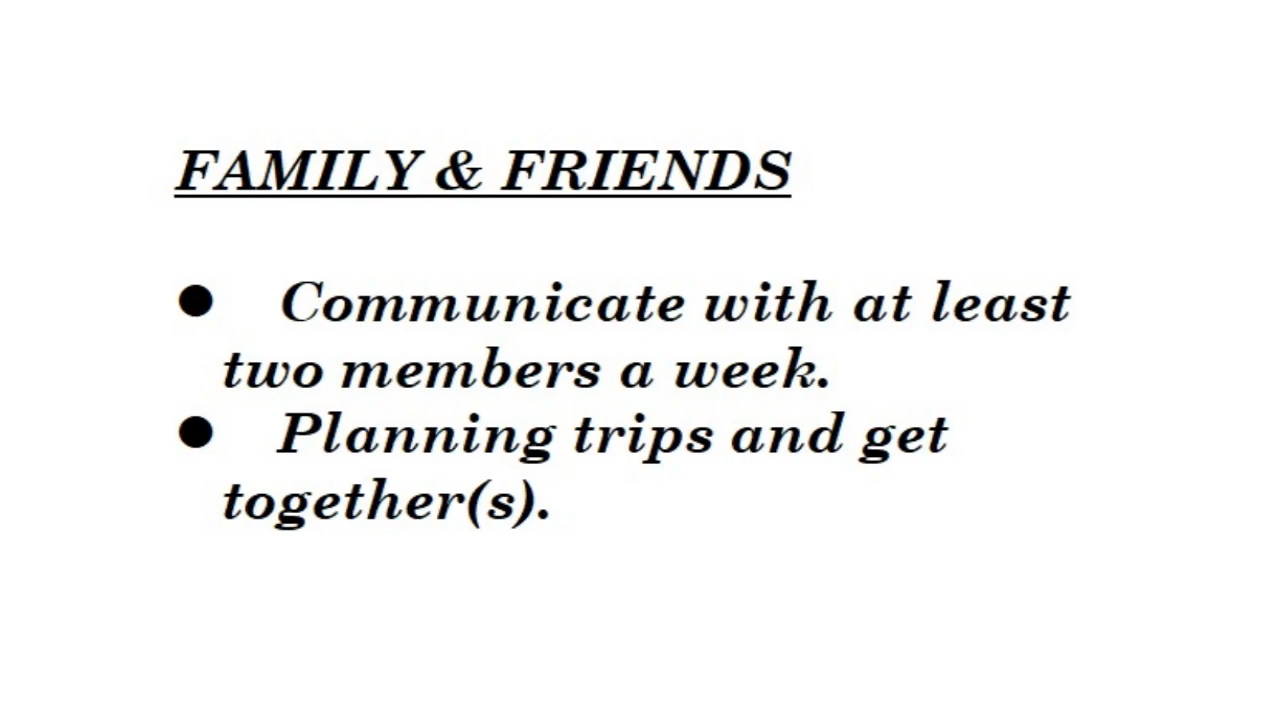 FAMILY & FRIENDS
● Communicate with at least
two members a week.
● Planning trips and get
together(s).